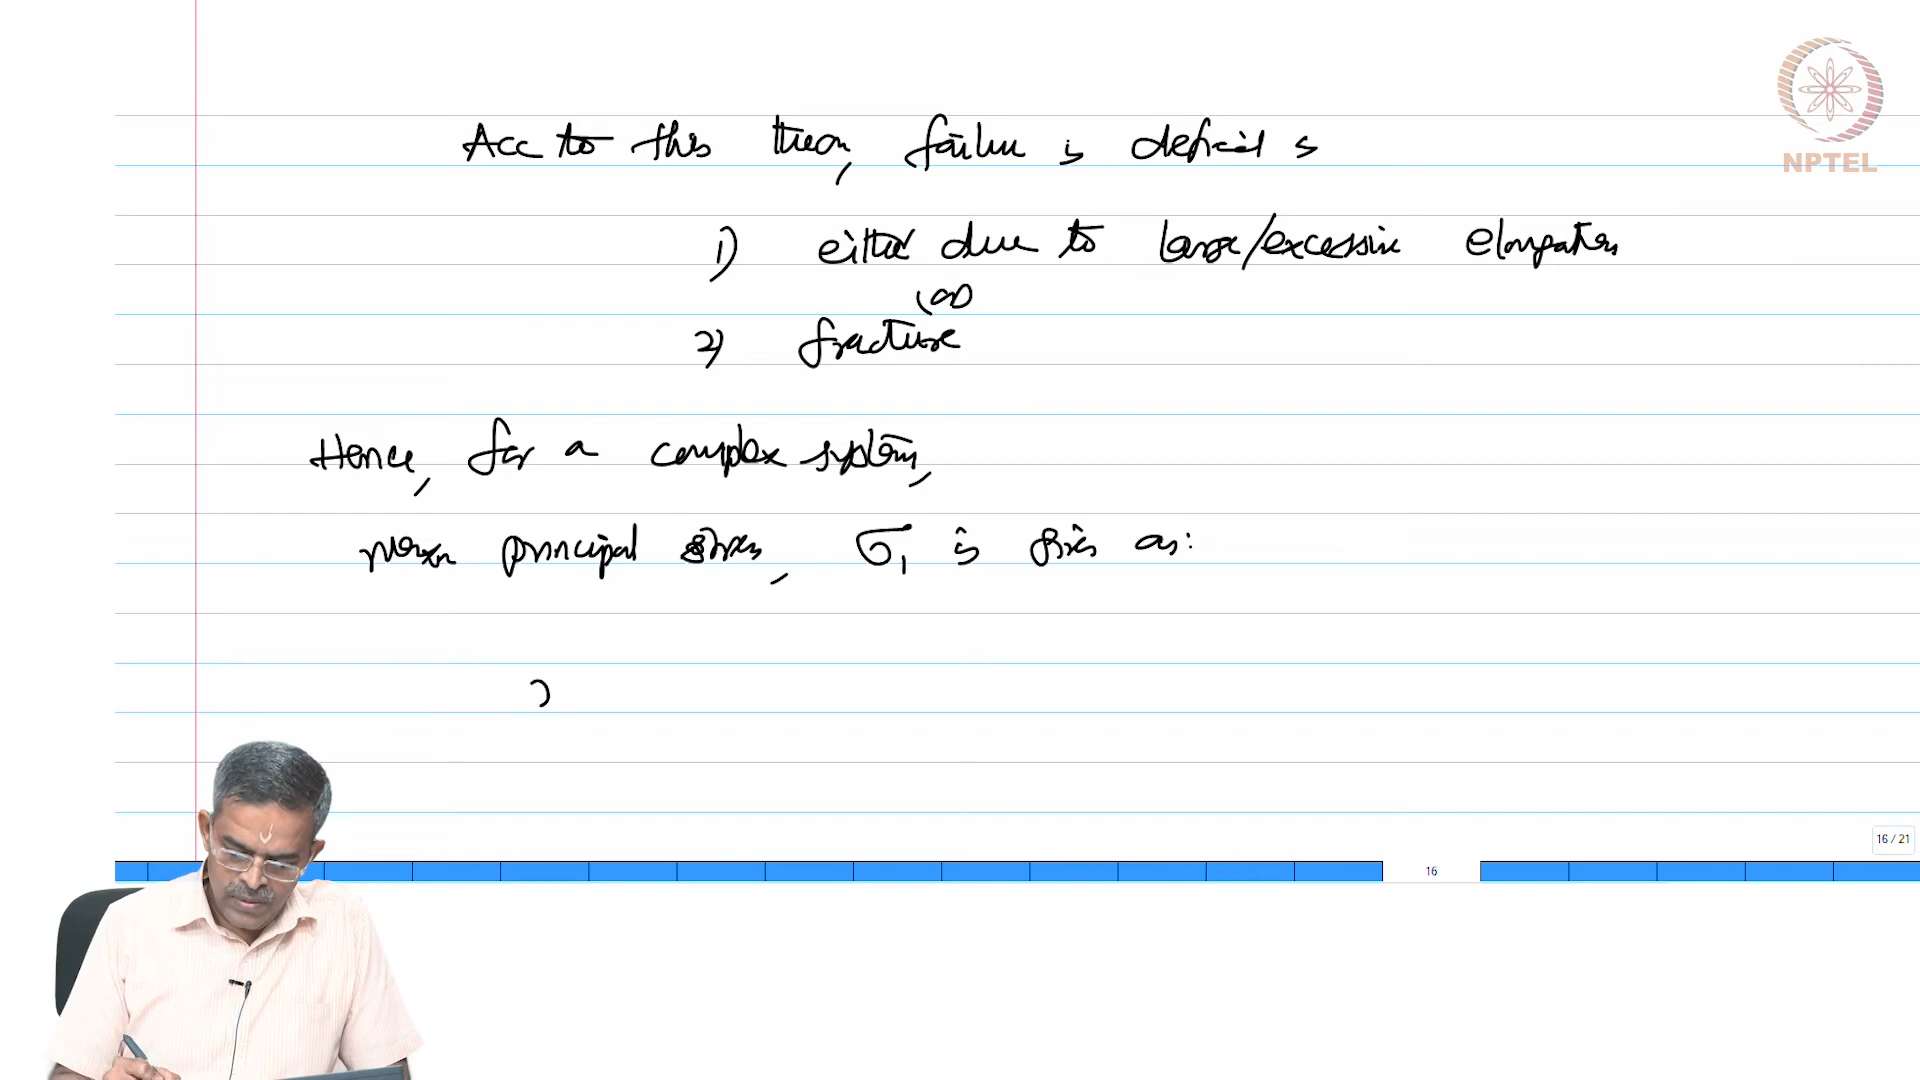 NPTEL
Acc to this theory, failure is defined as
1) either due to large/excessive elongation
(or)
2) fracture
Hence, for a complex system,
max principal stress, σ1 is given as:
16 / 21
16